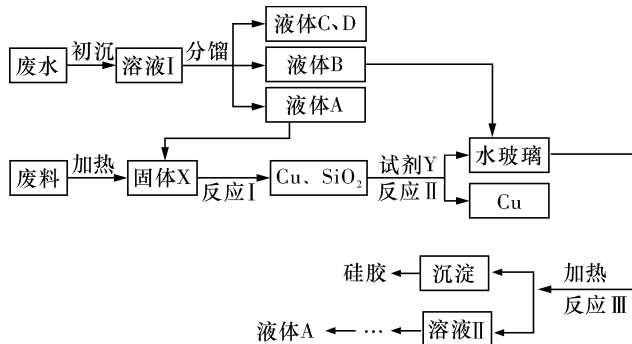 液体C、D
废水 初沉 溶液Ⅰ 分馏 液体B
液体A
废料 加热 固体X 反应Ⅰ Cu、SiO₂ 试剂Y 反应Ⅱ 水玻璃
Cu
硅胶 沉淀 加热
反应Ⅲ
液体A … 溶液Ⅱ